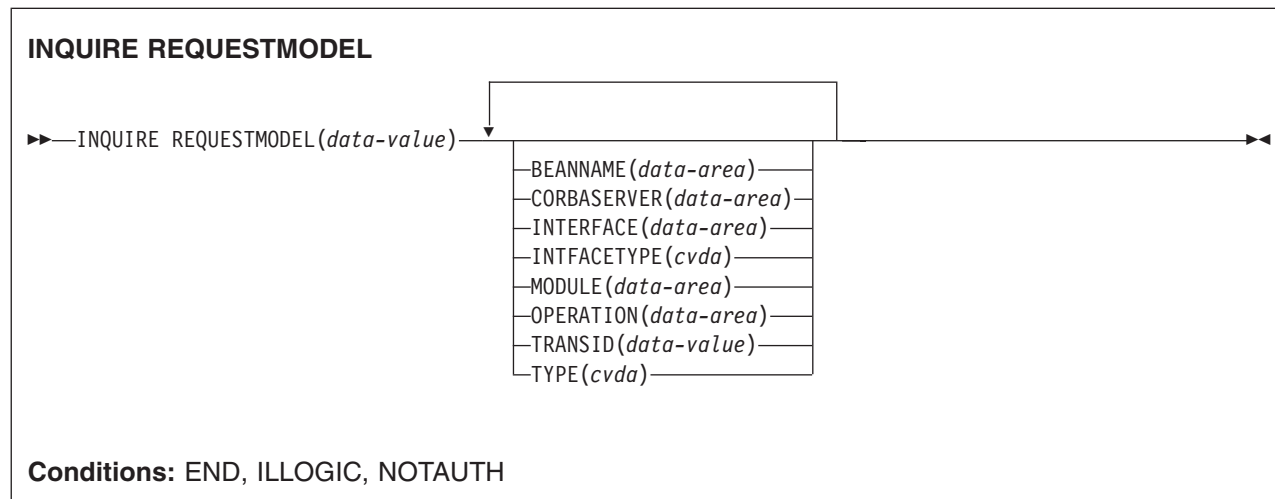 INQUIRE REQUESTMODEL
INQUIRE REQUESTMODEL(data-value)
BEANNAME(data-area)
CORBASERVER(data-area)
INTERFACE(data-area)
INTFACETYPE(cvda)
MODULE(data-area)
OPERATION(data-area)
TRANSID(data-value)
TYPE(cvda)
Conditions: END, ILLOGIC, NOTAUTH